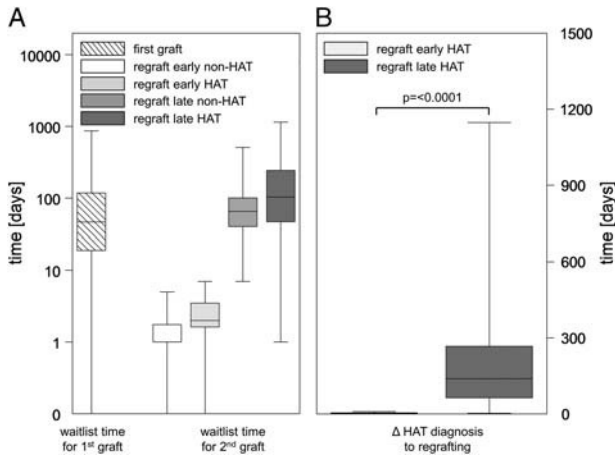 A
B
10000
1000
100
10
1
0
time [days]
first graft
regraft early non-HAT
regraft early HAT
regraft late non-HAT
regraft late HAT
waitlist time
for 1st graft
waitlist time
for 2nd graft
regraft early HAT
regraft late HAT
p=<0.0001
1500
1200
900
600
300
0
time [days]
Δ HAT diagnosis
to regrafting